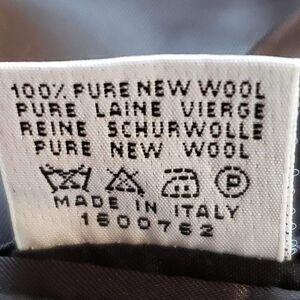 100% PURE NEW WOOL
PURE LAINE VIERGE
REINE SCHURWOLLE
PURE NEW WOOL
P
MADE IN ITALY
1600762